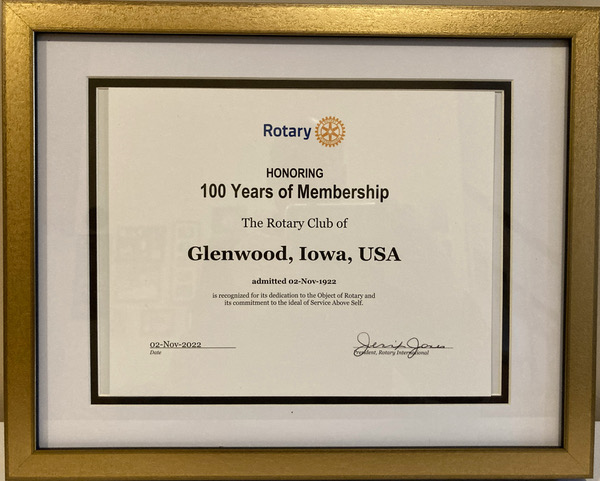 Rotary
HONORING
100 Years of Membership
The Rotary Club of
Glenwood, Iowa, USA
admitted 02-Nov-1922
is recognized for its dedication to the Object of Rotary and
its commitment to the ideal of Service Above Self.
02-Nov-2022
Date
Jennifer Jones
President, Rotary International